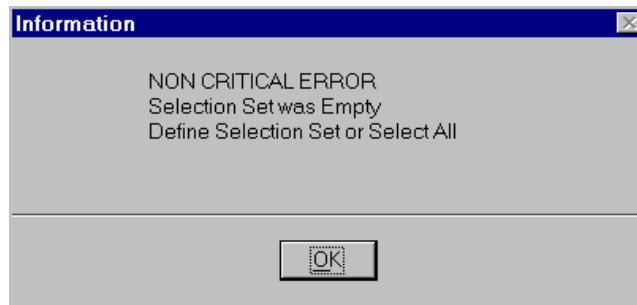 Information
NON CRITICAL ERROR
Selection Set was Empty
Define Selection Set or Select All
OK